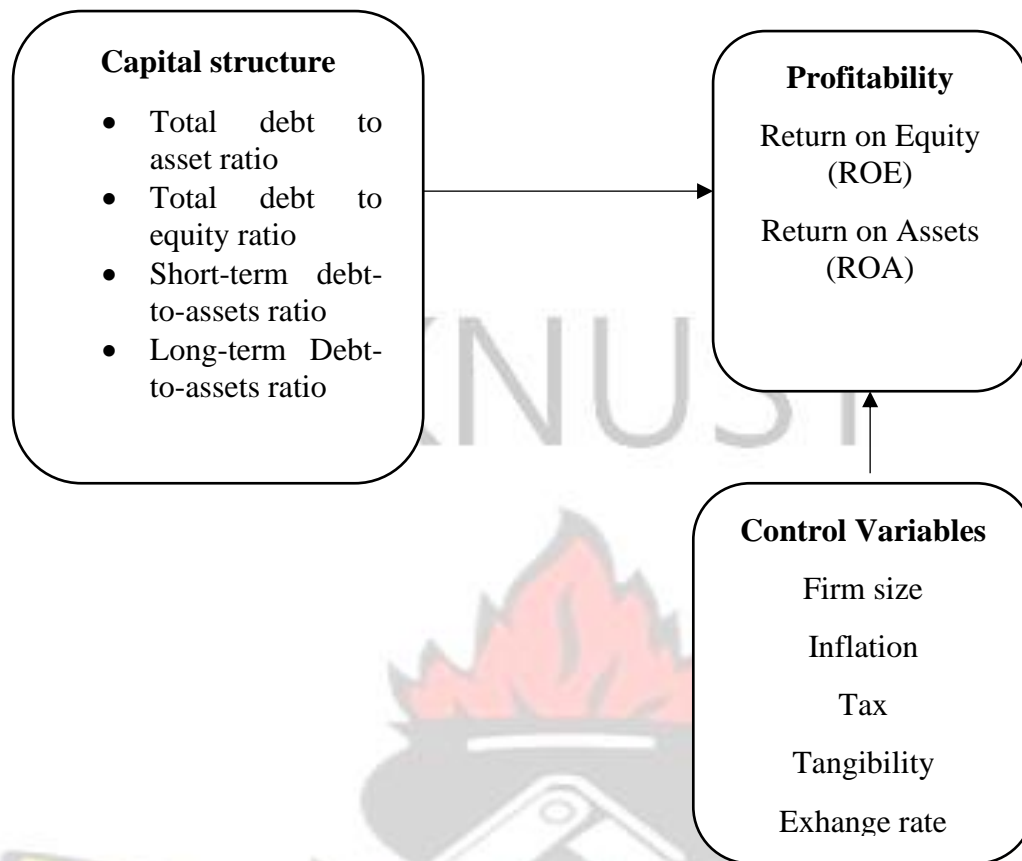 Capital structure
• Total debt to
asset ratio
• Total debt to
equity ratio
• Short-term debt-
to-assets ratio
• Long-term Debt-
to-assets ratio
Profitability
Return on Equity
(ROE)
Return on Assets
(ROA)
KNUST
Control Variables
Firm size
Inflation
Tax
Tangibility
Exhange rate